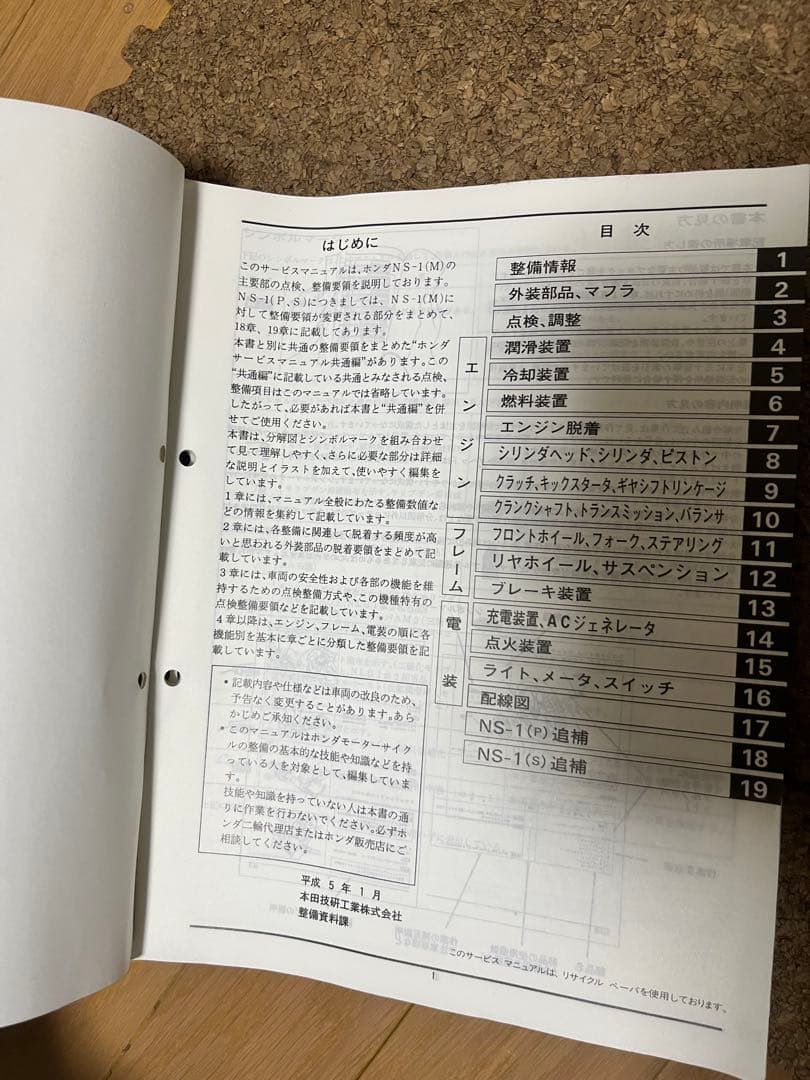 はじめに
このサービスマニュアルは、ホンダNS-1(M)の
主要部の点検、整備要領を説明しております。
NS-1(P、S)につきましては、NS-1(M)に
対して整備要領が変更される部分をまとめて、
18章、19章に記載してあります。
本書と別に共通の整備要領をまとめた“ホンダ
サービスマニュアル共通編”があります。この
“共通編”に記載している共通とみなされる点検、
整備項目はこのマニュアルでは省略しています。
したがって、必要があれば本書と“共通編”を併
せてご使用ください。
本書は、分解図とシンボルマークを組み合わせ
て見て理解しやすく、さらに必要な部分は詳細
な説明とイラストを加えて、使いやすく編集を
しています。
1章には、マニュアル全般にわたる整備数値な
どの情報を集約して記載しています。
2章には、各整備に関連して脱着する頻度が高
いと思われる外装部品の脱着要領をまとめて記
載しています。
3章には、車両の安全性および各部の機能を維
持するための点検整備方式や、この機種特有の
点検整備要領などを記載しています。
4章以降は、エンジン、フレーム、電装の順に各
機能別を基本に章ごとに分類した整備要領を記
載しています。
• 記載内容や仕様などは車両の改良のため、
予告なく変更することがあります。あら
かじめご承知ください。
• このマニュアルはホンダモーターサイク
ルの整備の基本的な技能や知識などを持
っている人を対象として、編集していま
す。
技能や知識を持っていない人は本書の通
りに作業を行わないでください。必ずホ
ンダ二輪代理店またはホンダ販売店にご
相談してください。
平成 5 年 1 月
本田技研工業株式会社
整備資料課
目 次
整備情報 1
外装部品、マフラ 2
点検、調整 3
エンジン
潤滑装置 4
冷却装置 5
燃料装置 6
エンジン脱着 7
シリンダヘッド、シリンダ、ピストン 8
クラッチ、キックスタータ、ギヤシフトリンケージ 9
クランクシャフト、トランスミッション、バランサ 10
フレーム
フロントホイール、フォーク、ステアリング 11
リヤホイール、サスペンション 12
ブレーキ装置 13
電装
充電装置、ACジェネレータ 14
点火装置 15
ライト、メータ、スイッチ 16
配線図 17
NS-1(P)追補 18
NS-1(S)追補 19
このサービス マニュアルは、リサイクル ペーパを使用しております。
1